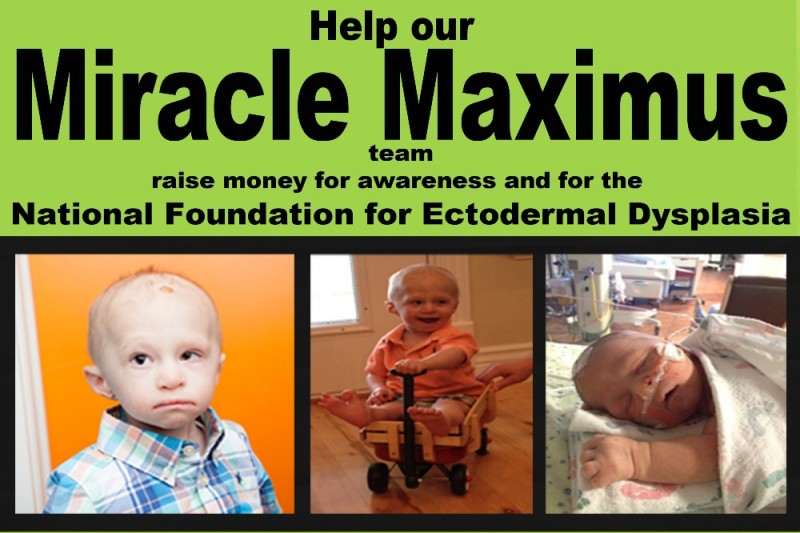 Help our
Miracle Maximus
team
raise money for awareness and for the
National Foundation for Ectodermal Dysplasia